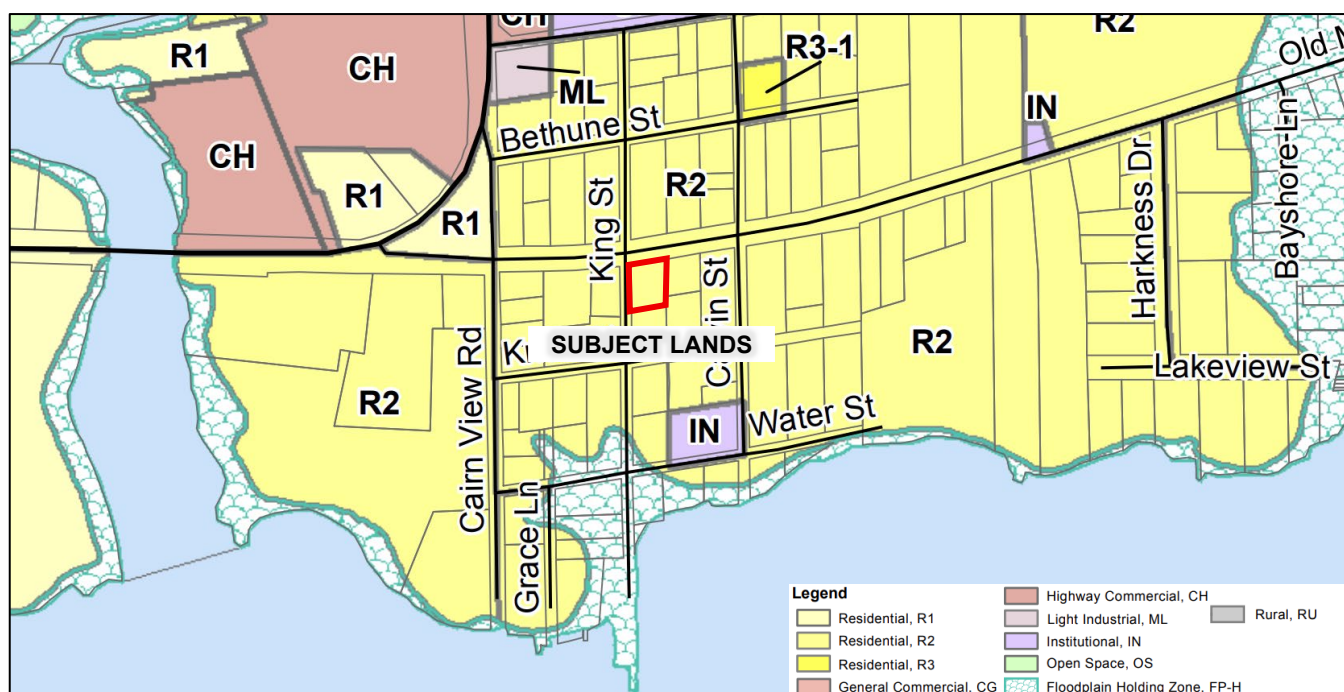 CH
R2
R1
CH
R3-1
Old
ML
IN
Bethune St
CH
R1
R2
R1
King St
Harkness Dr
Bayshore Ln
SUBJECT LANDS
R2
Lakeview St
R2
IN
Water St
Cairn View Rd
Grace Ln
Legend
Residential, R1
Residential, R2
Residential, R3
General Commercial, CG
Highway Commercial, CH
Light Industrial, ML
Institutional, IN
Open Space, OS
Floodplain Holding Zone, FP-H
Rural, RU